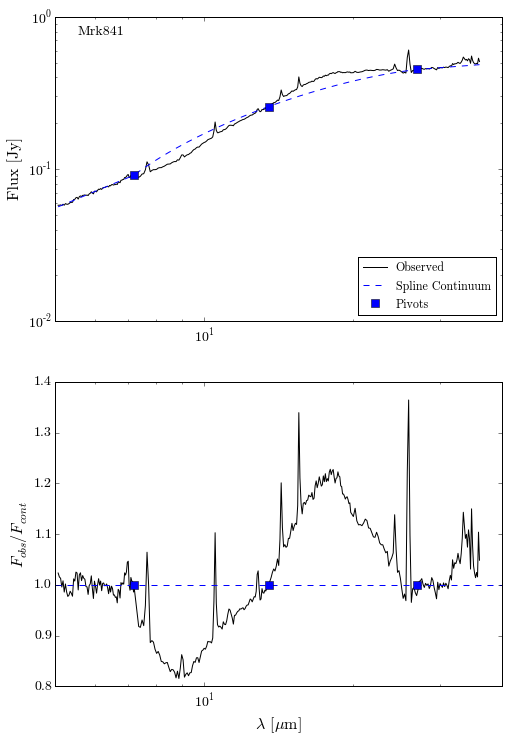 10^0
Mrk841
Flux [Jy]
10^-1
Observed
Spline Continuum
Pivots
10^-2
10^1
1.4
1.3
1.2
F_obs/F_cont
1.1
1.0
0.9
0.8
10^1
λ [μm]